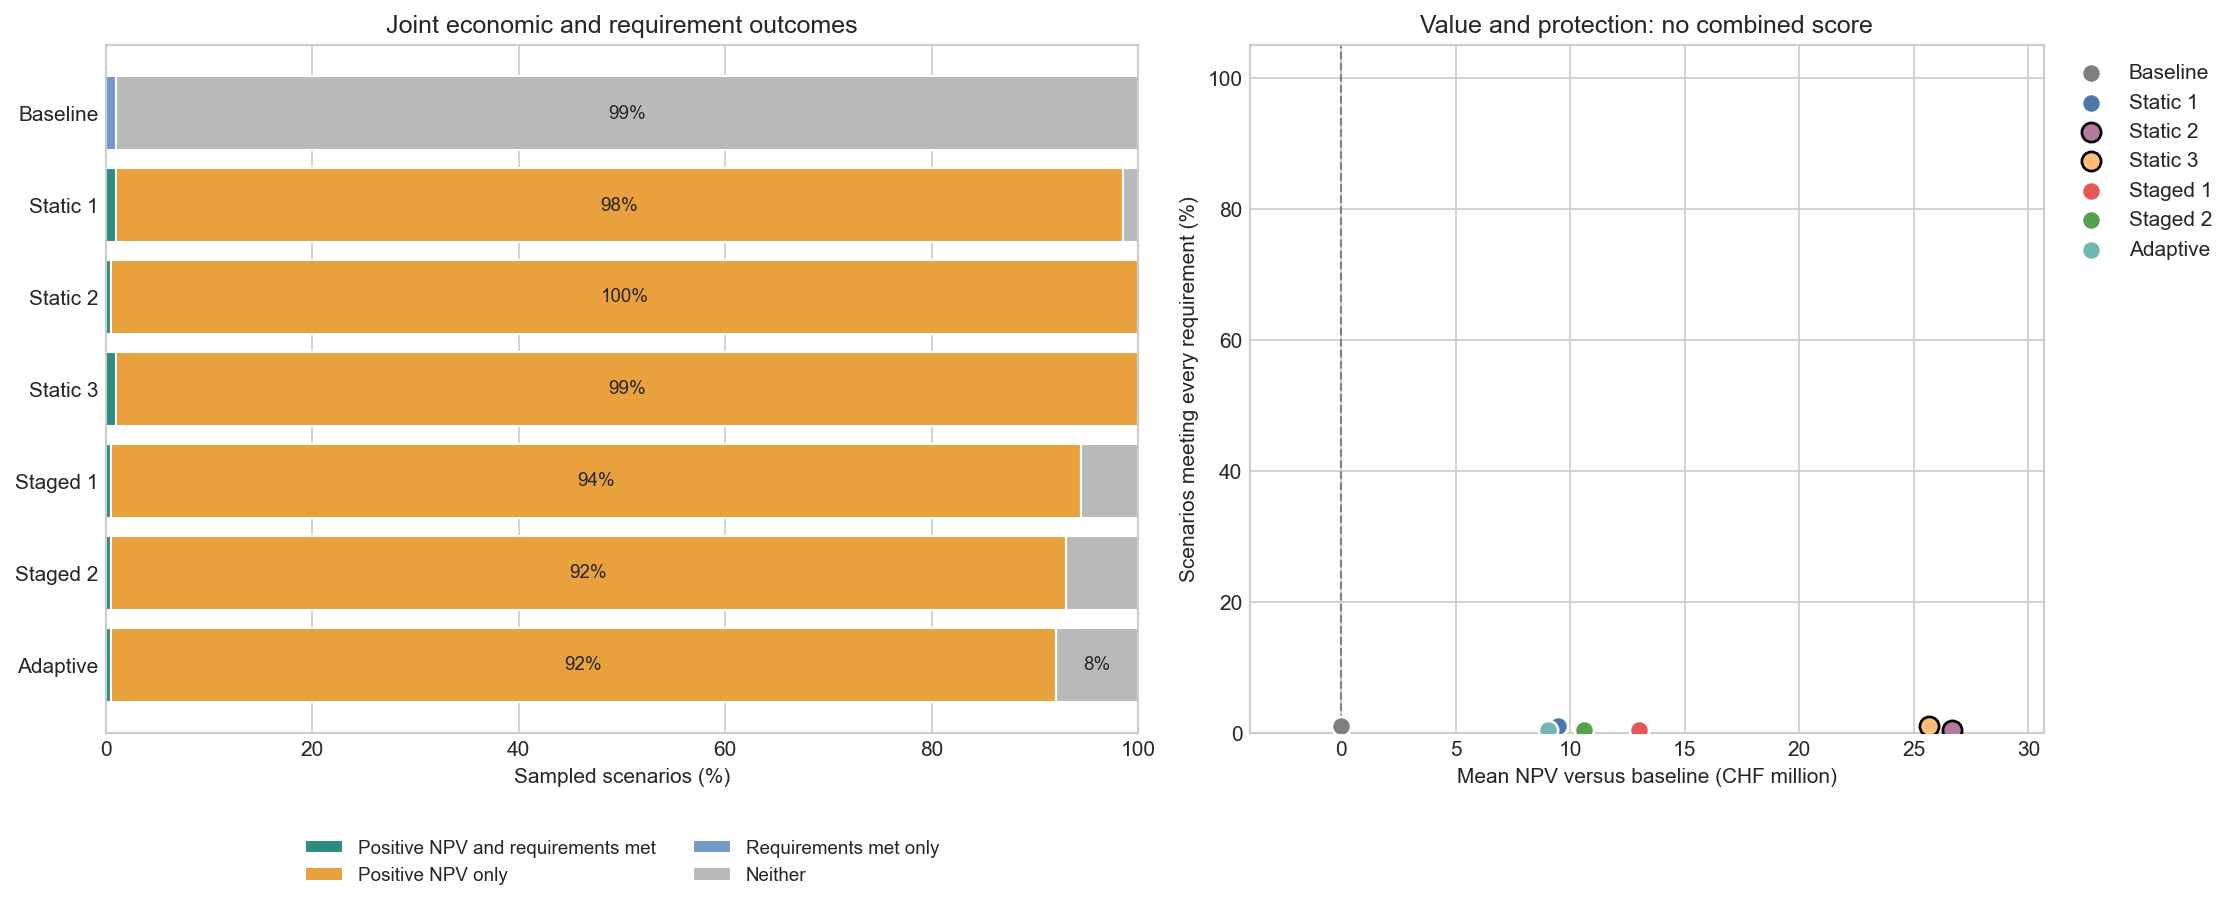 Joint economic and requirement outcomes
Baseline
99%
Static 1
98%
Static 2
100%
Static 3
99%
Staged 1
94%
Staged 2
92%
Adaptive
92%
8%
0
20
40
60
80
100
Sampled scenarios (%)
Positive NPV and requirements met
Positive NPV only
Requirements met only
Neither
Value and protection: no combined score
Scenarios meeting every requirement (%)
100
80
60
40
20
0
0
5
10
15
20
25
30
Mean NPV versus baseline (CHF million)
Baseline
Static 1
Static 2
Static 3
Staged 1
Staged 2
Adaptive